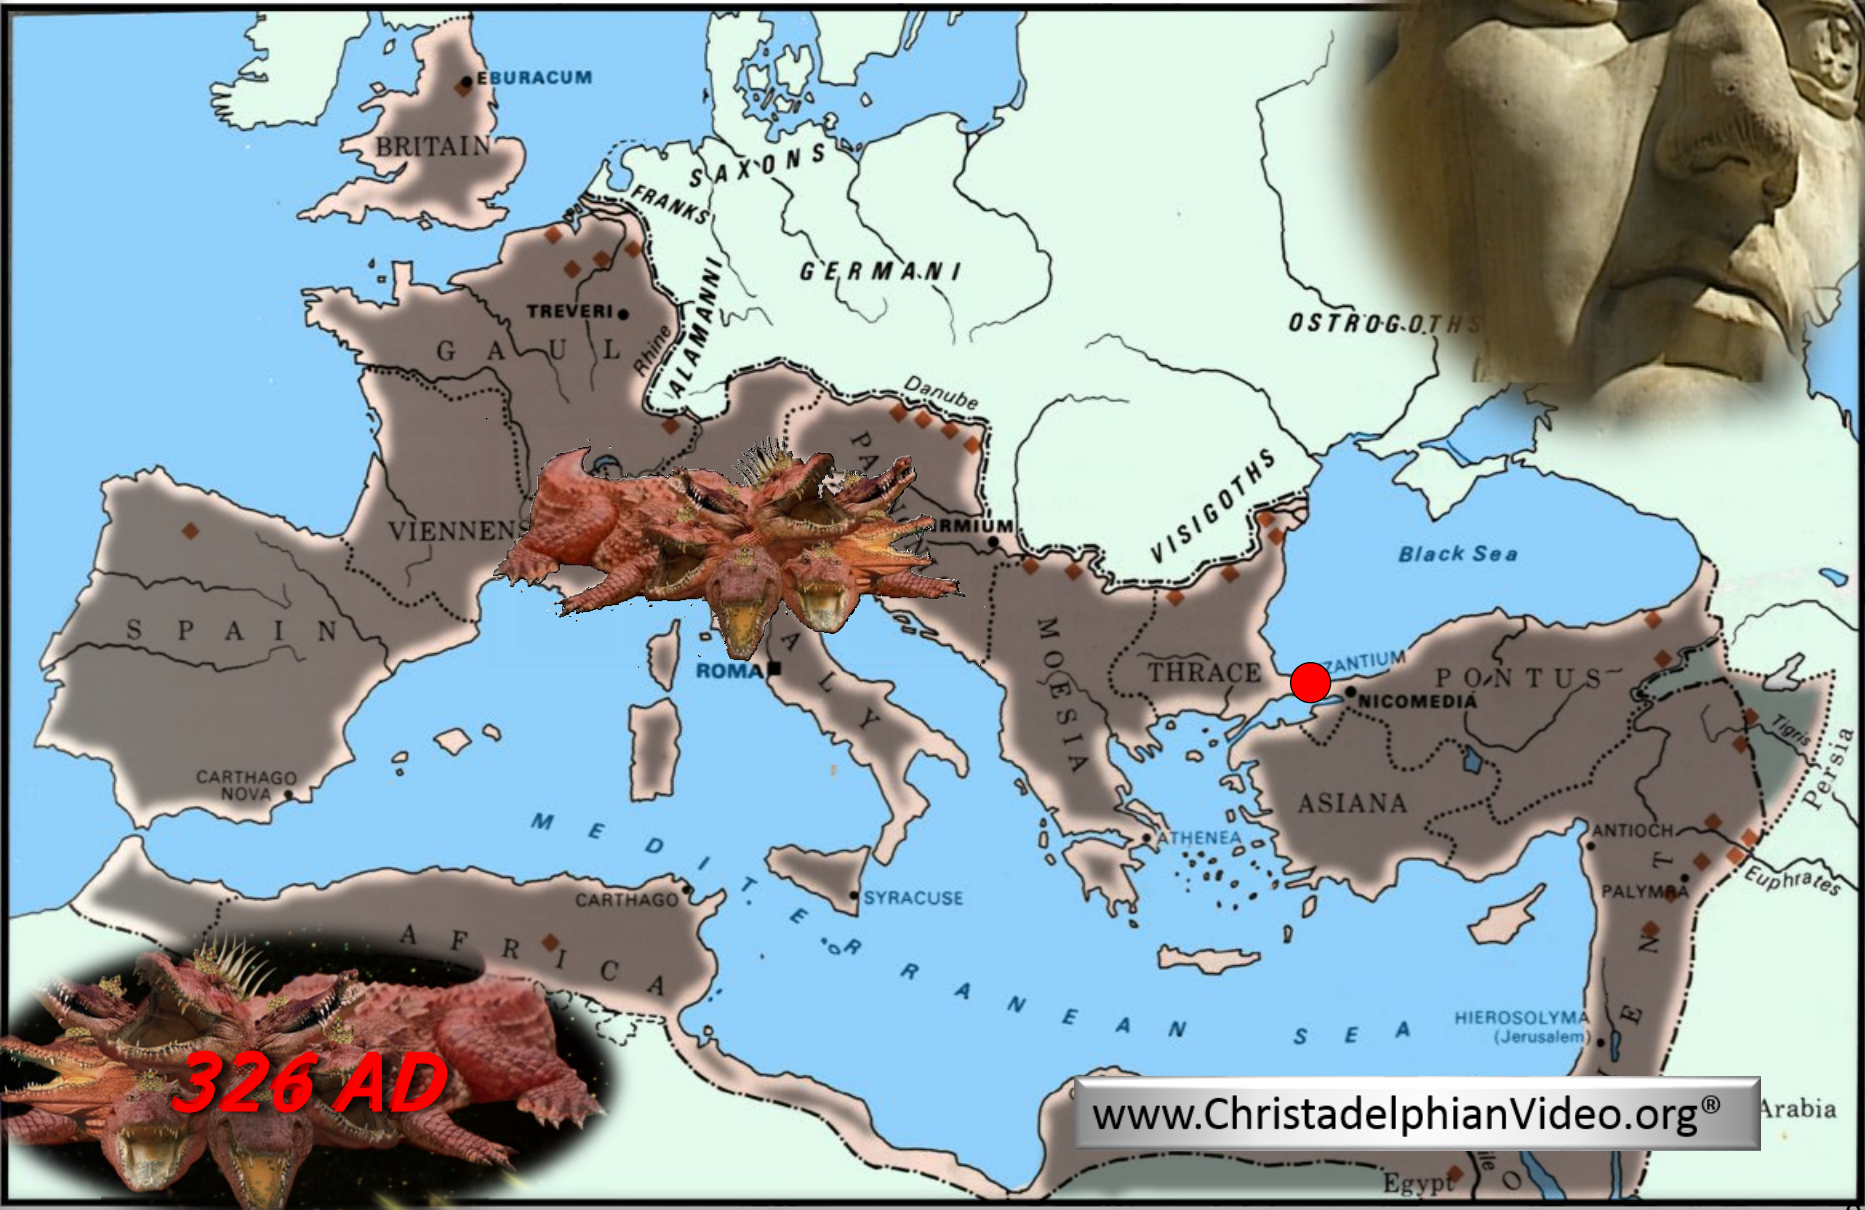 EBURACUM
BRITAIN
SAXONS
FRANKS
GERMANI
ALAMANNI
TREVERI
GAUL
Rhine
OSTROGOTHS
Danube
VISIGOTHS
VIENNENS
RMIUM
Black Sea
SPAIN
ROMA
ITALY
MOESIA
THRACE
ZANTIUM
PONTUS
NICOMEDIA
Tigris
Persia
CARTHAGO
NOVA
ASIANA
ATHENEA
ANTIOCH
Euphrates
PALYMRA
MEDITERRANEAN SEA
CARTHAGO
SYRACUSE
AFRICA
HIEROSOLYMA
(Jerusalem)
326 AD
www.ChristadelphianVideo.org®
Arabia
Egypt